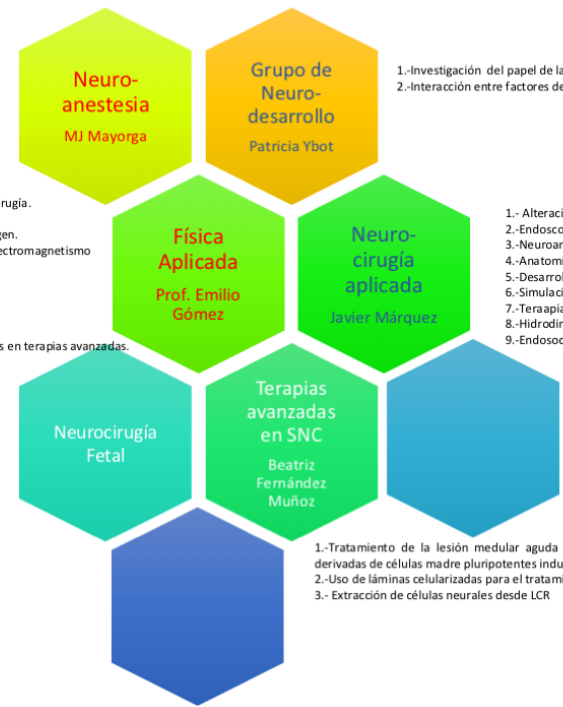 Neuro-
anestesia
MJ Mayorga
Grupo de
Neuro-
desarrollo
Patricia Ybot
1.-Investigación del papel de la
2.-Interacción entre factores de
rugía.
gen.
ectromagnetismo
Física
Aplicada
Prof. Emilio
Gómez
Neuro-
cirugía
aplicada
Javier Márquez
1.- Alteraci
2.-Endosco
3.-Neuroan
4.-Anatomi
5.-Desarrol
6.-Simulaci
7.-Teraapia
8.-Hidrodin
9.-Endosoc
s en terapias avanzadas.
Neurocirugía
Fetal
Terapias
avanzadas
en SNC
Beatriz
Fernández
Muñoz
1.-Tratamiento de la lesión medular aguda
derivadas de células madre pluripotentes indu
2.-Uso de láminas celularizadas para el tratami
3.- Extracción de células neurales desde LCR